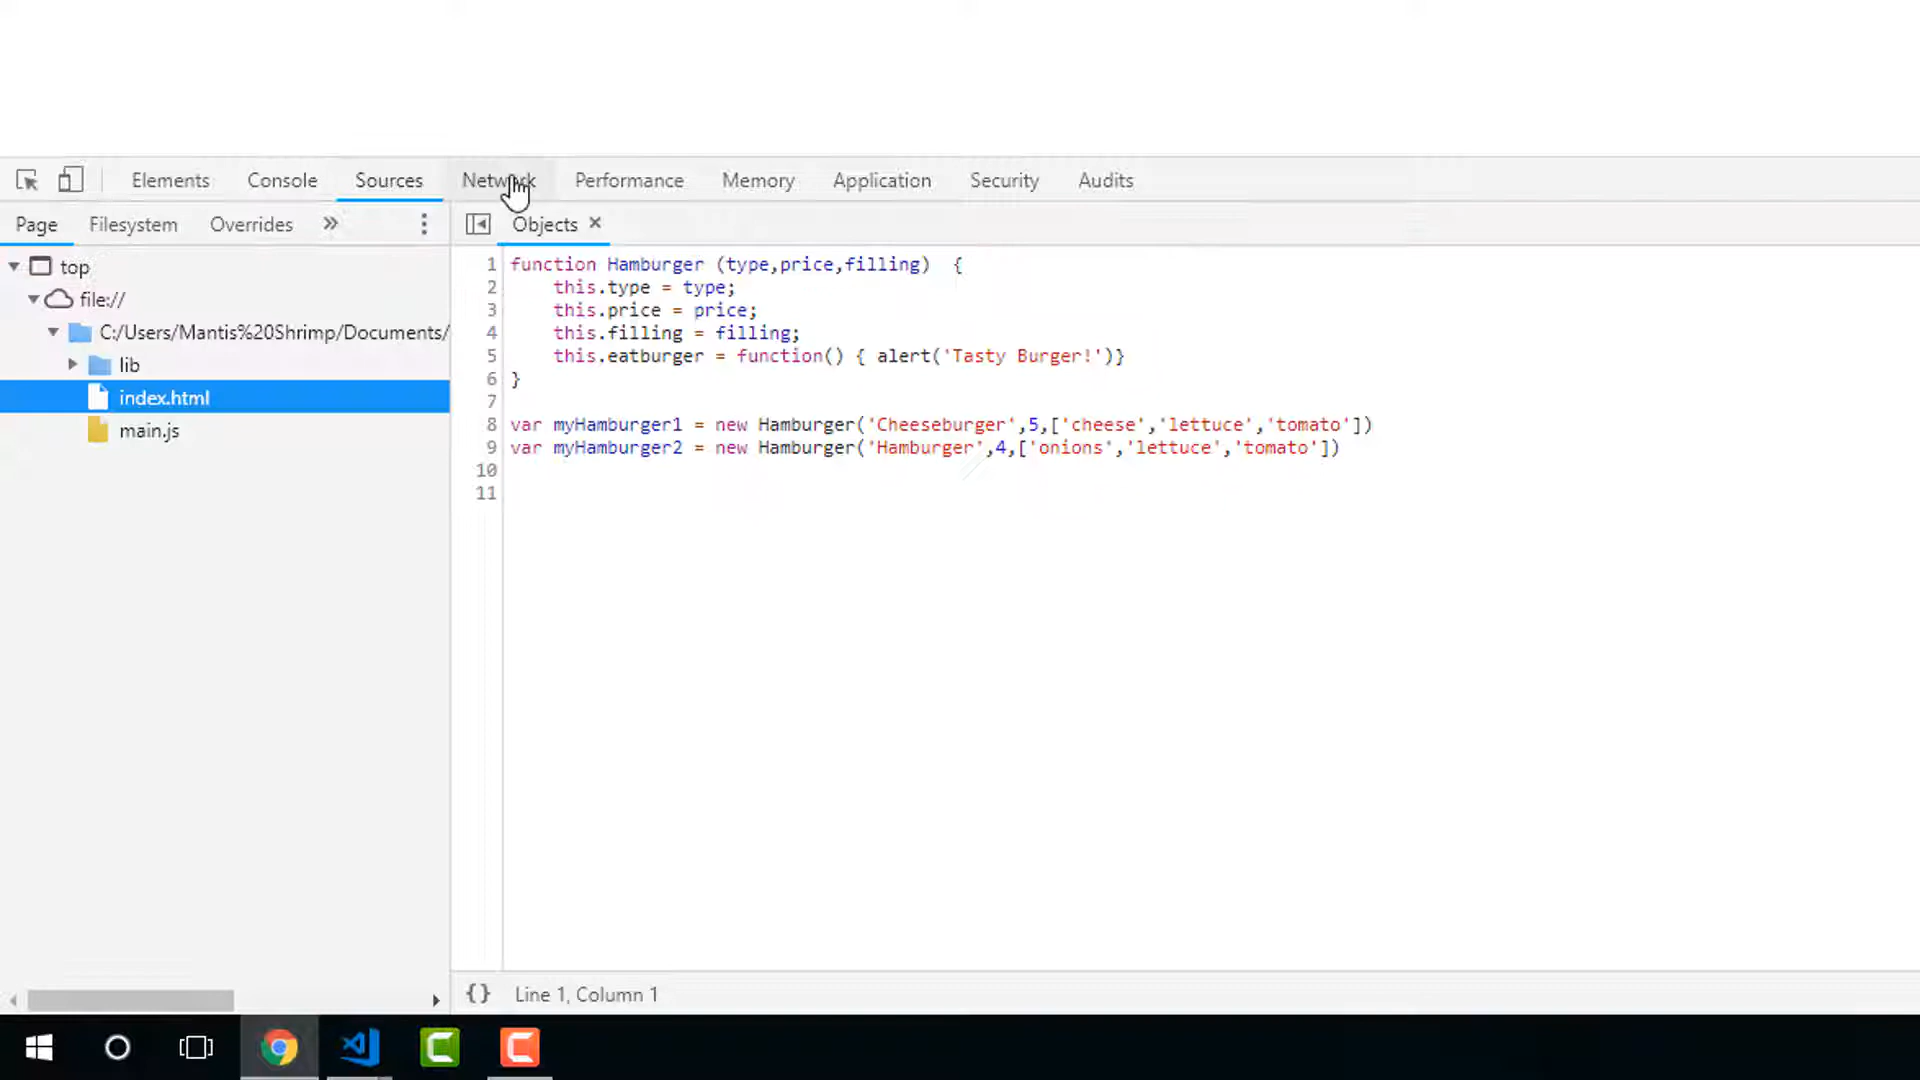 Elements Console Sources Network Performance Memory Application Security Audits
Page Filesystem Overrides » Objects ×
top
file://
C:/Users/Mantis%20Shrimp/Documents/
lib
index.html
main.js
1 function Hamburger (type,price,filling)  {
2     this.type = type;
3     this.price = price;
4     this.filling = filling;
5     this.eatburger = function() { alert('Tasty Burger!')}
6 }
7
8 var myHamburger1 = new Hamburger('Cheeseburger',5,['cheese','lettuce','tomato'])
9 var myHamburger2 = new Hamburger('Hamburger',4,['onions','lettuce','tomato'])
10
11
{} Line 1, Column 1